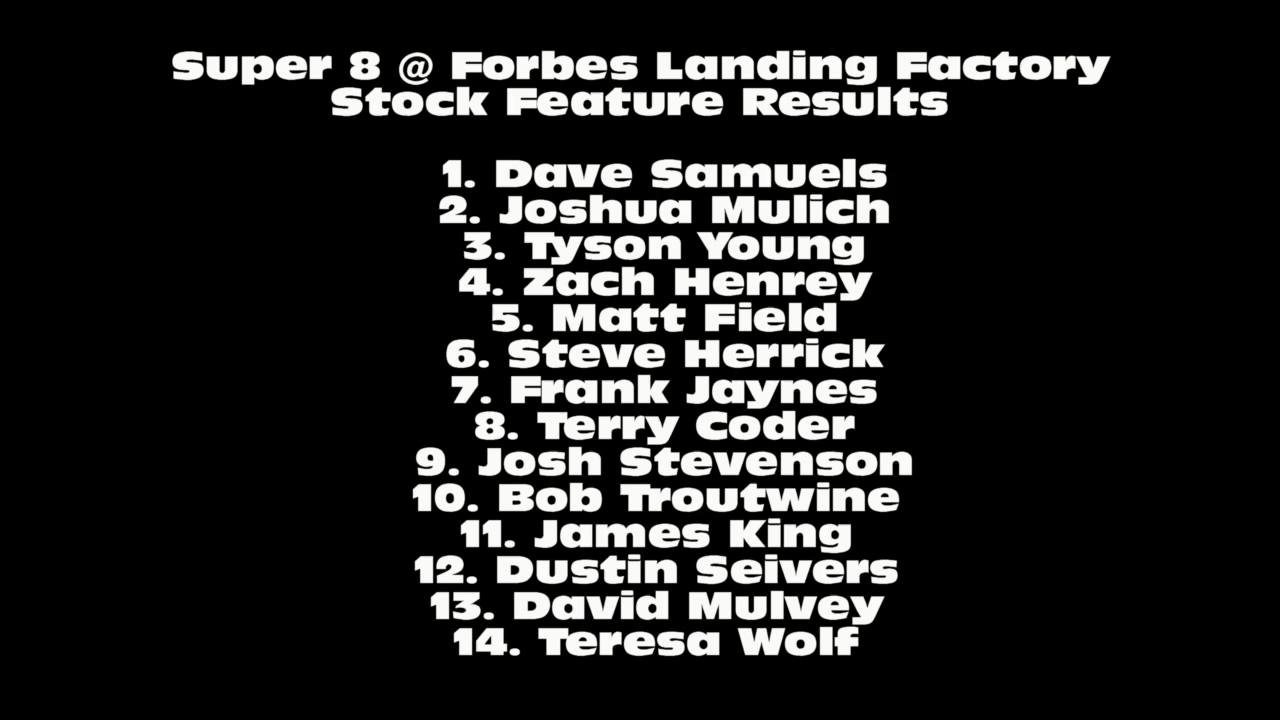 Super 8 @ Forbes Landing Factory
Stock Feature Results
1. Dave Samuels
2. Joshua Mulich
3. Tyson Young
4. Zach Henrey
5. Matt Field
6. Steve Herrick
7. Frank Jaynes
8. Terry Coder
9. Josh Stevenson
10. Bob Troutwine
11. James King
12. Dustin Seivers
13. David Mulvey
14. Teresa Wolf